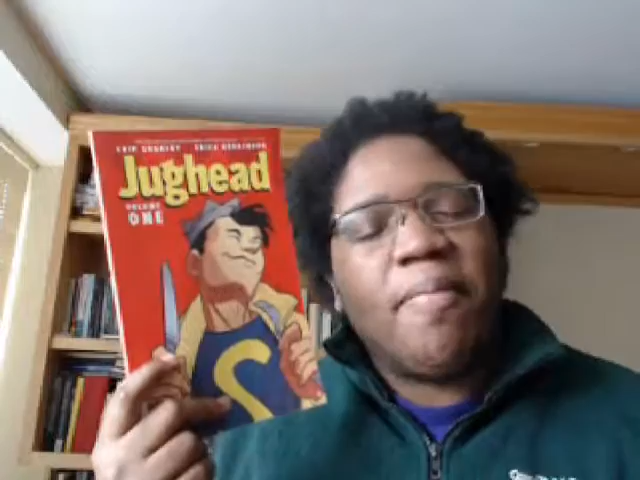 CHIP ZDARSKY ERICA HENDERSON
Jughead
VOLUME
ONE
S